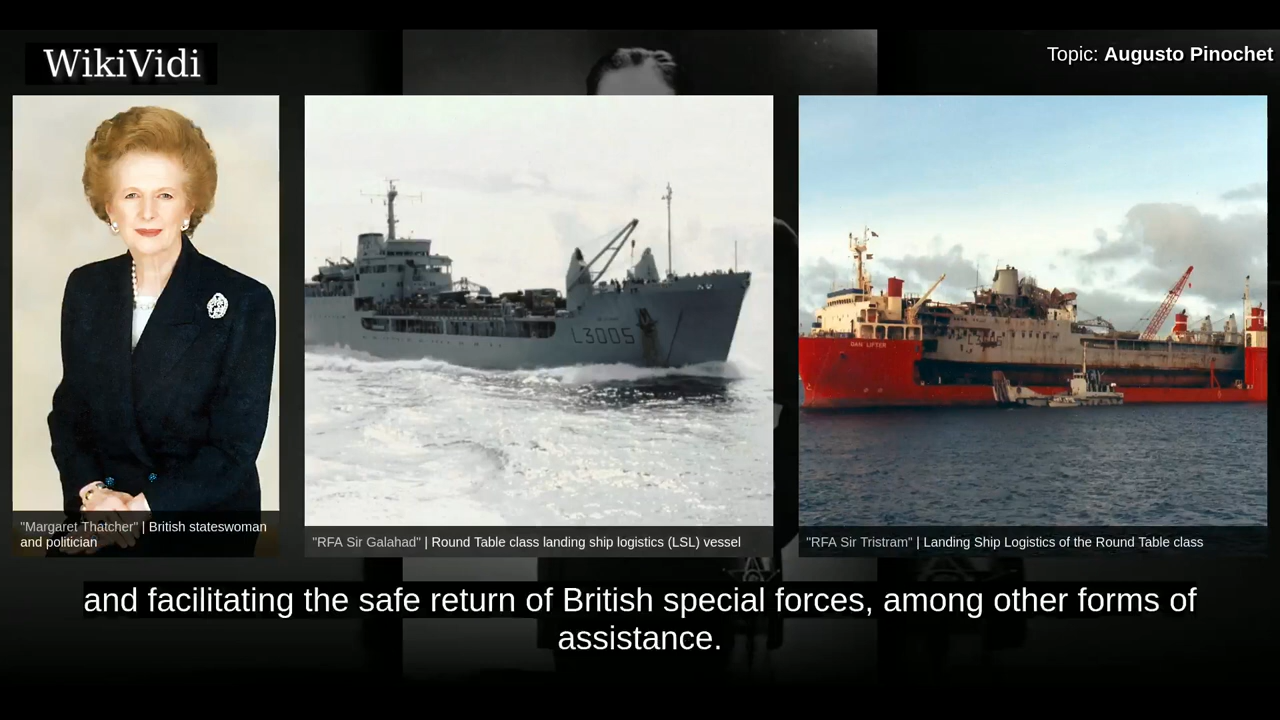 WikiVidi
Topic: Augusto Pinochet
L3005
DAN LIFTER
"Margaret Thatcher" | British stateswoman
and politician
"RFA Sir Galahad" | Round Table class landing ship logistics (LSL) vessel
"RFA Sir Tristram" | Landing Ship Logistics of the Round Table class
and facilitating the safe return of British special forces, among other forms of
assistance.